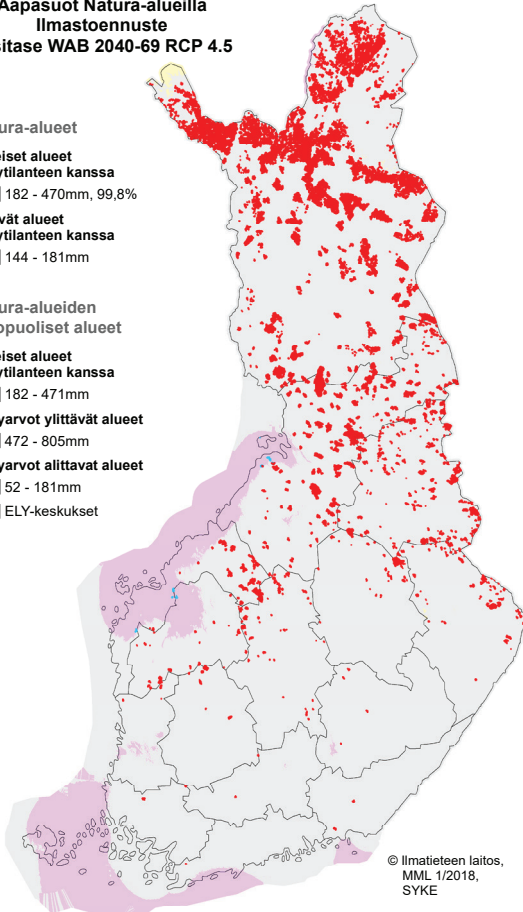 Aapasuot Natura-alueilla
Ilmastoennuste
sitase WAB 2040-69 RCP 4.5
ura-alueet
eiset alueet
ytilanteen kanssa
182 - 470mm, 99,8%
vät alueet
ytilanteen kanssa
144 - 181mm
ura-alueiden
opuoliset alueet
eiset alueet
ytilanteen kanssa
182 - 471mm
yarvot ylittävät alueet
472 - 805mm
yarvot alittavat alueet
52 - 181mm
ELY-keskukset
© Ilmatieteen laitos,
MML 1/2018,
SYKE